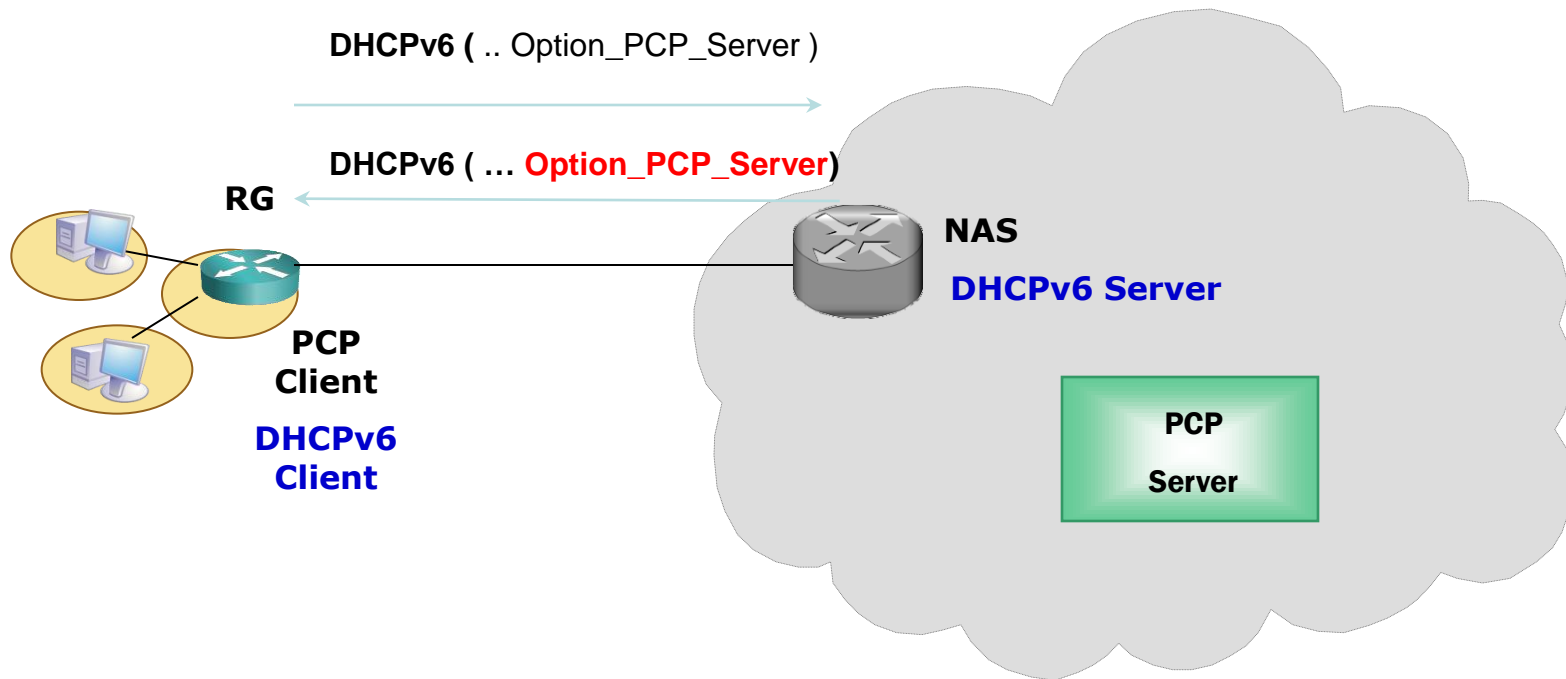 DHCPv6 ( .. Option_PCP_Server )
DHCPv6 ( … Option_PCP_Server)
RG
NAS
DHCPv6 Server
PCP
Client
DHCPv6
Client
PCP
Server